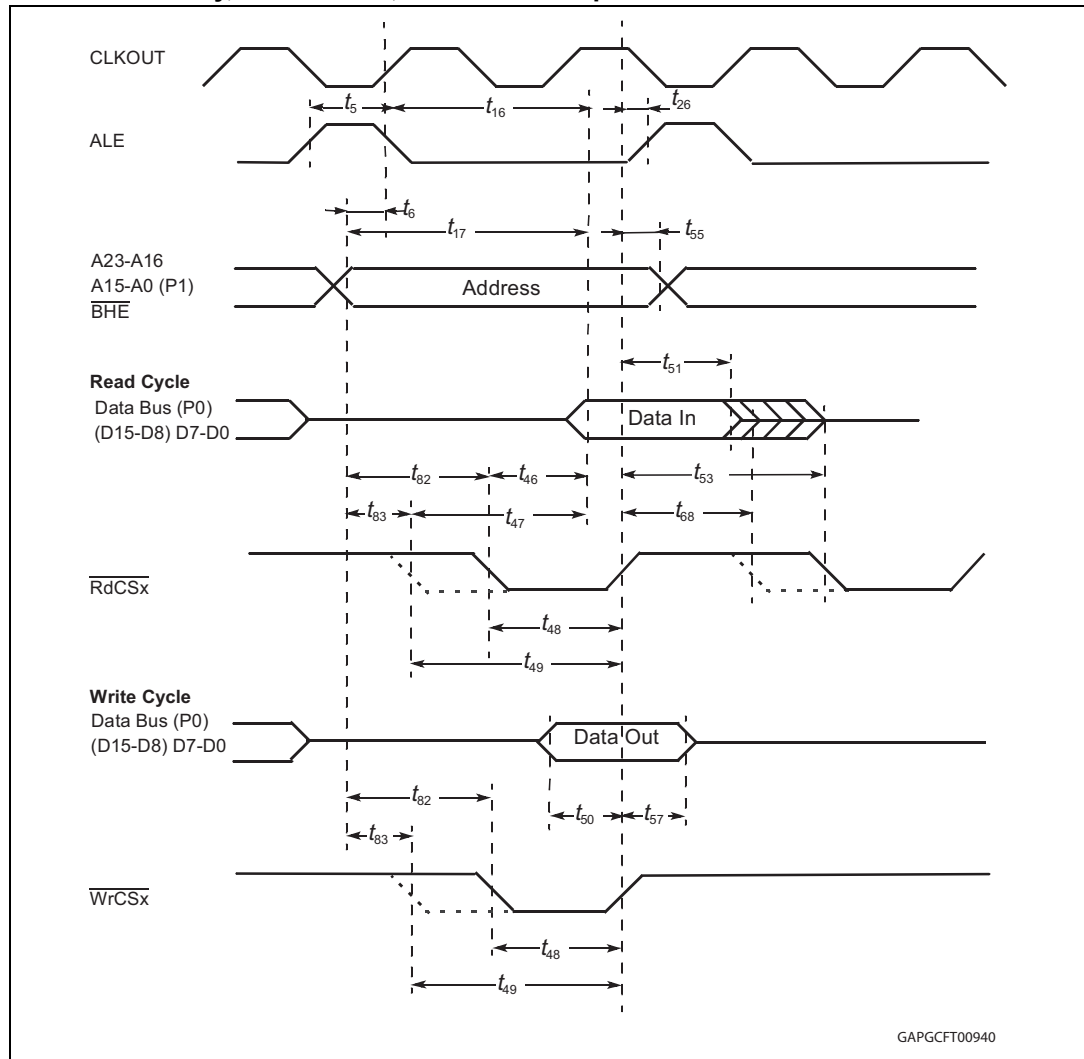 CLKOUT
t5
t16
t26
ALE
t6
t17
t55
A23-A16
A15-A0 (P1)
BHE
Address
t51
Read Cycle
Data Bus (P0)
(D15-D8) D7-D0
Data In
t82
t46
t53
t83
t47
t68
RdCSx
t48
t49
Write Cycle
Data Bus (P0)
(D15-D8) D7-D0
Data Out
t82
t50
t57
t83
WrCSx
t48
t49
GAPGCFT00940